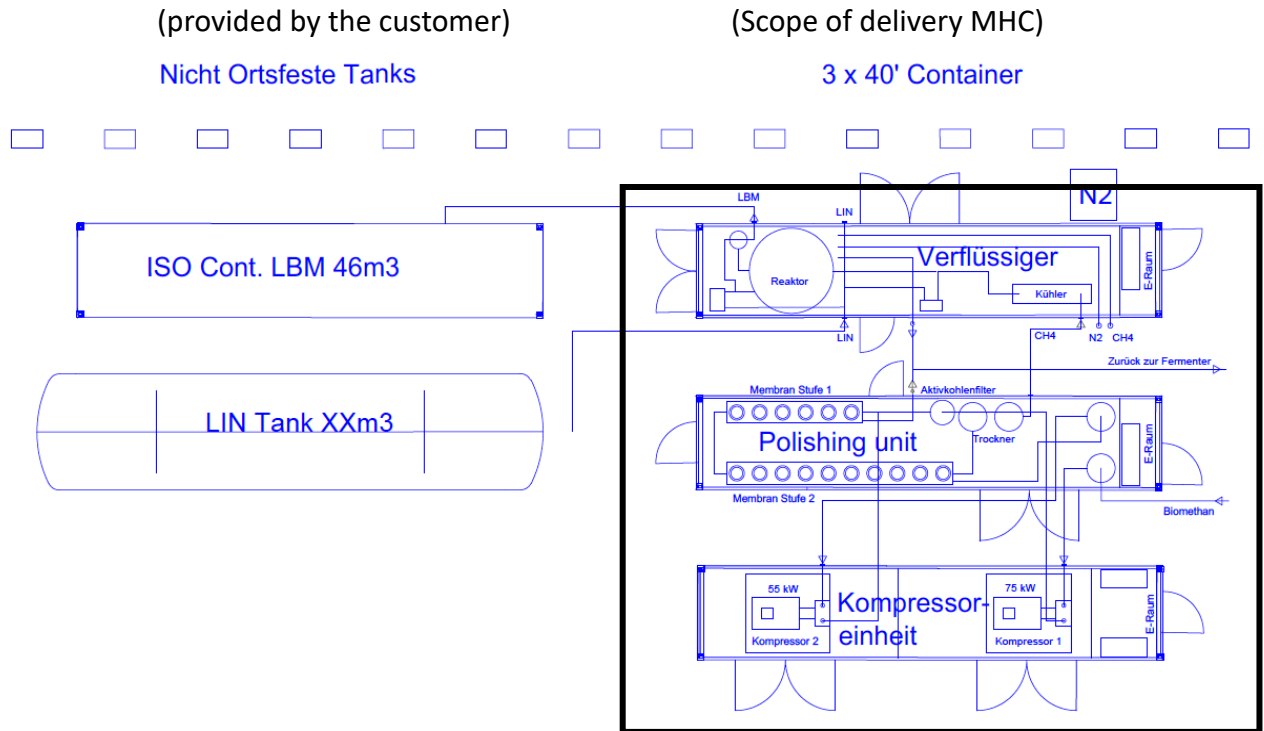 (provided by the customer)
(Scope of delivery MHC)
Nicht Ortsfeste Tanks
3 x 40' Container
N2
LBM
LIN
ISO Cont. LBM 46m3
Verflüssiger
Reaktor
Kühler
E-Raum
LIN
CH4
N2
CH4
Zurück zur Fermenter
LIN Tank XXm3
Membran Stufe 1
Aktivkohlenfilter
Polishing unit
Trockner
E-Raum
Membran Stufe 2
Biomethan
55 kW
Kompressor 2
Kompressor-
einheit
75 kW
Kompressor 1
E-Raum